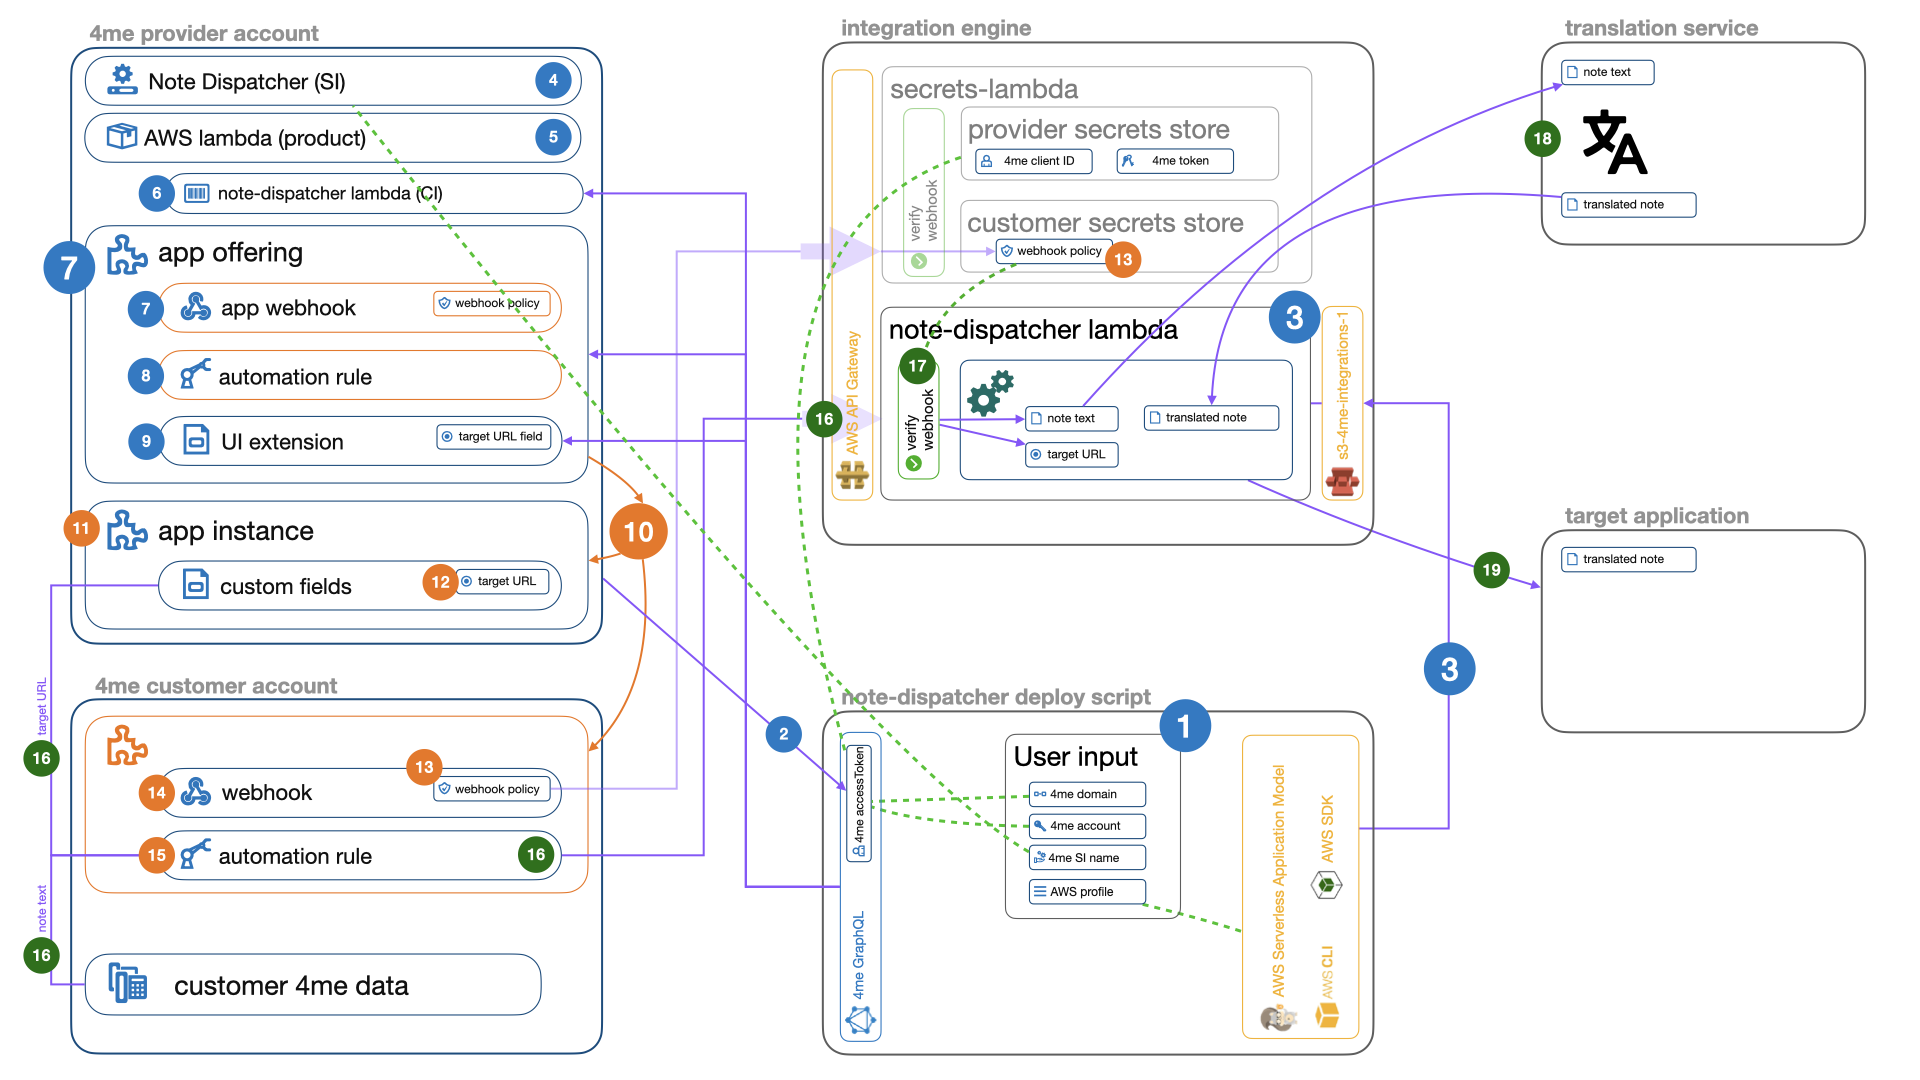 4me provider account
Note Dispatcher (SI)
4
AWS lambda (product)
5
6
note-dispatcher lambda (CI)
7
app offering
7
app webhook
webhook policy
8
automation rule
9
UI extension
target URL field
11
app instance
10
custom fields
12
target URL
target URL
16
note text
16
4me customer account
13
14
webhook
webhook policy
15
automation rule
16
customer 4me data
integration engine
AWS API Gateway
16
secrets-lambda
verify
webhook
provider secrets store
4me client ID
4me token
customer secrets store
webhook policy
13
note-dispatcher lambda
3
17
verify
webhook
note text
target URL
translated note
s3-4me-integrations-1
translation service
note text
18
translated note
target application
translated note
19
3
2
note-dispatcher deploy script
1
4me accessToken
4me GraphQL
User input
4me domain
4me account
4me SI name
AWS profile
AWS Serverless Application Model
AWS SDK
AWS CLI